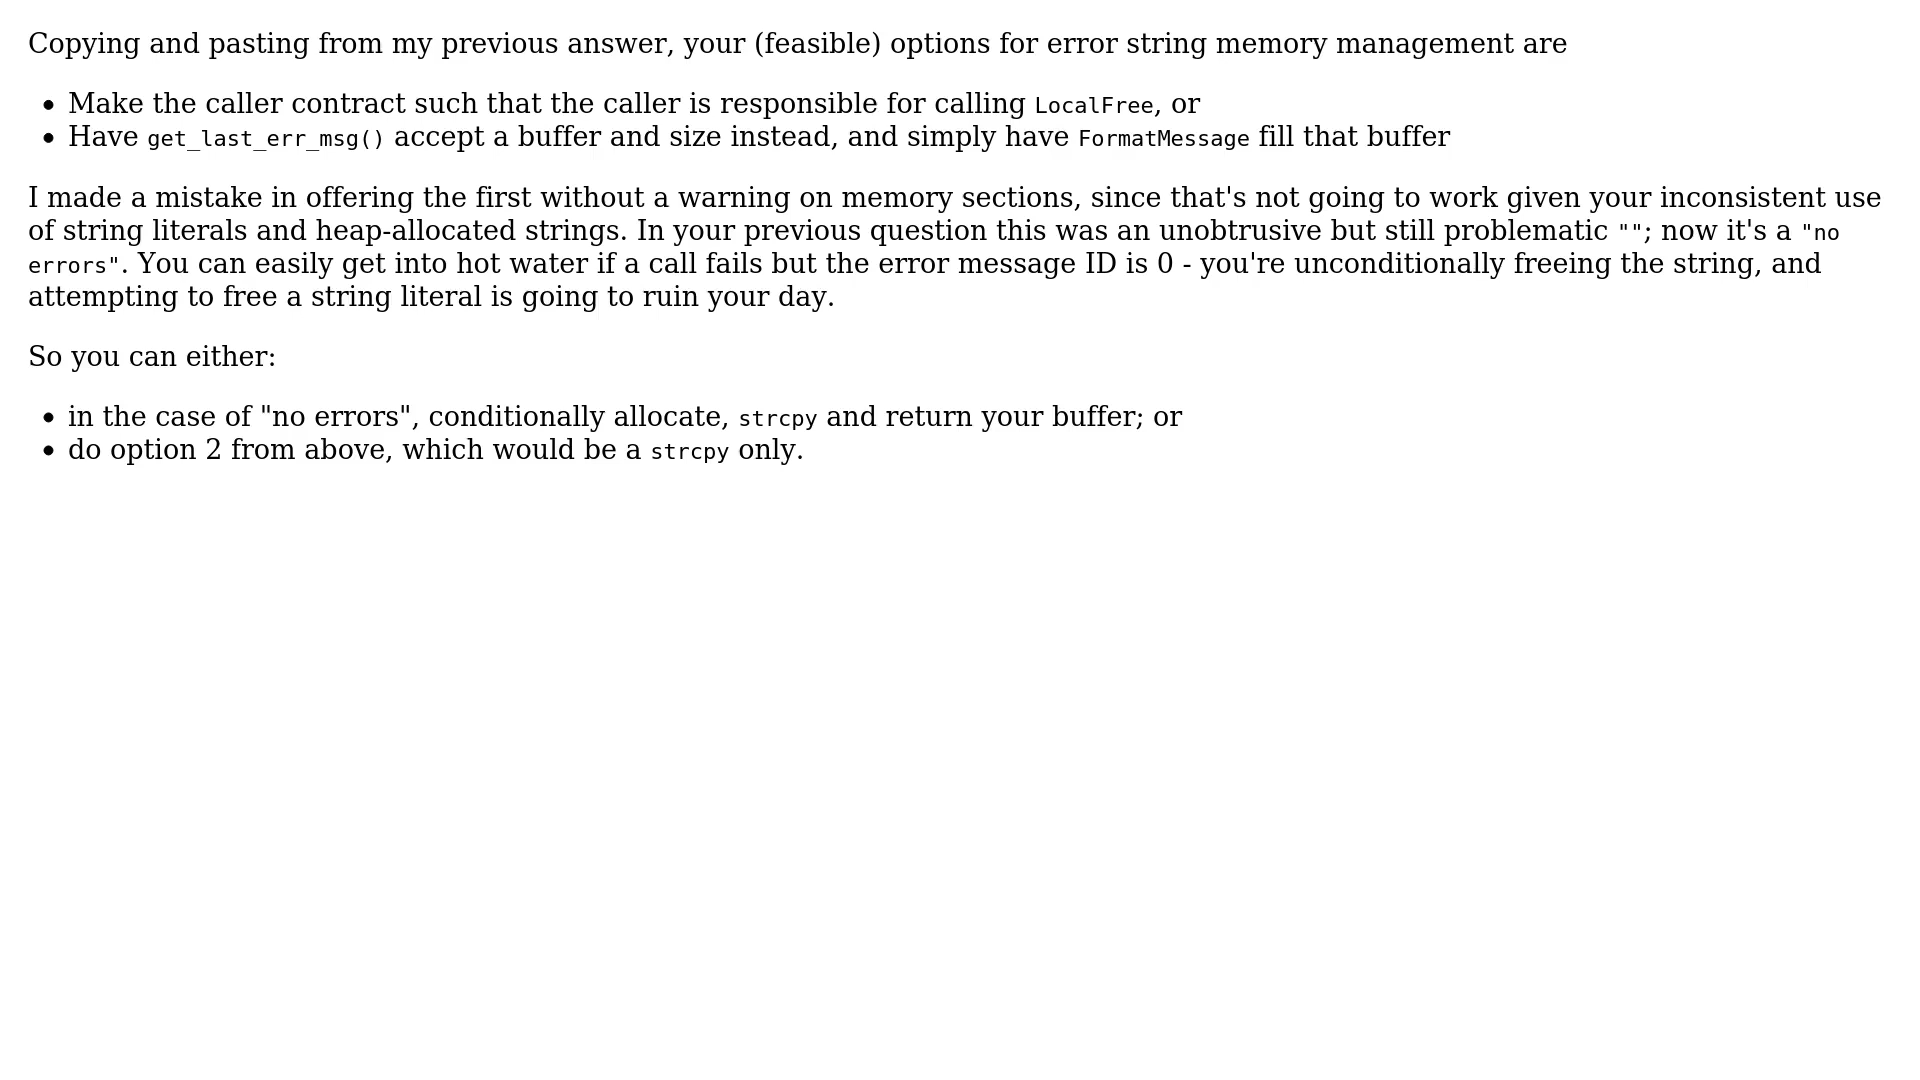 Copying and pasting from my previous answer, your (feasible) options for error string memory management are
• Make the caller contract such that the caller is responsible for calling LocalFree, or
• Have get_last_err_msg() accept a buffer and size instead, and simply have FormatMessage fill that buffer
I made a mistake in offering the first without a warning on memory sections, since that's not going to work given your inconsistent use
of string literals and heap-allocated strings. In your previous question this was an unobtrusive but still problematic ""; now it's a "no
errors". You can easily get into hot water if a call fails but the error message ID is 0 - you're unconditionally freeing the string, and
attempting to free a string literal is going to ruin your day.
So you can either:
• in the case of "no errors", conditionally allocate, strcpy and return your buffer; or
• do option 2 from above, which would be a strcpy only.